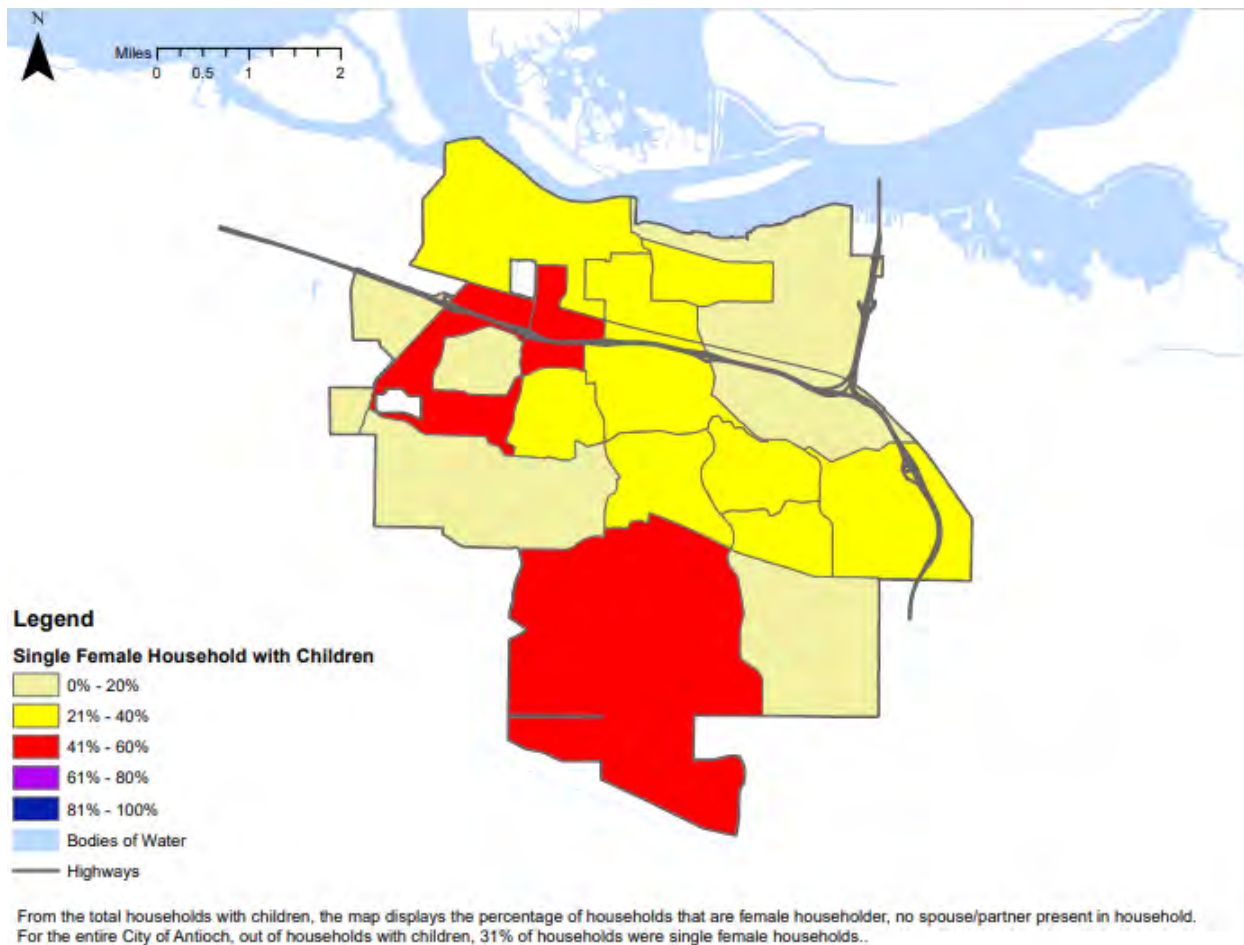 N
Miles
0 0.5 1 2
Legend
Single Female Household with Children
0% - 20%
21% - 40%
41% - 60%
61% - 80%
81% - 100%
Bodies of Water
Highways
From the total households with children, the map displays the percentage of households that are female householder, no spouse/partner present in household.
For the entire City of Antioch, out of households with children, 31% of households were single female households..